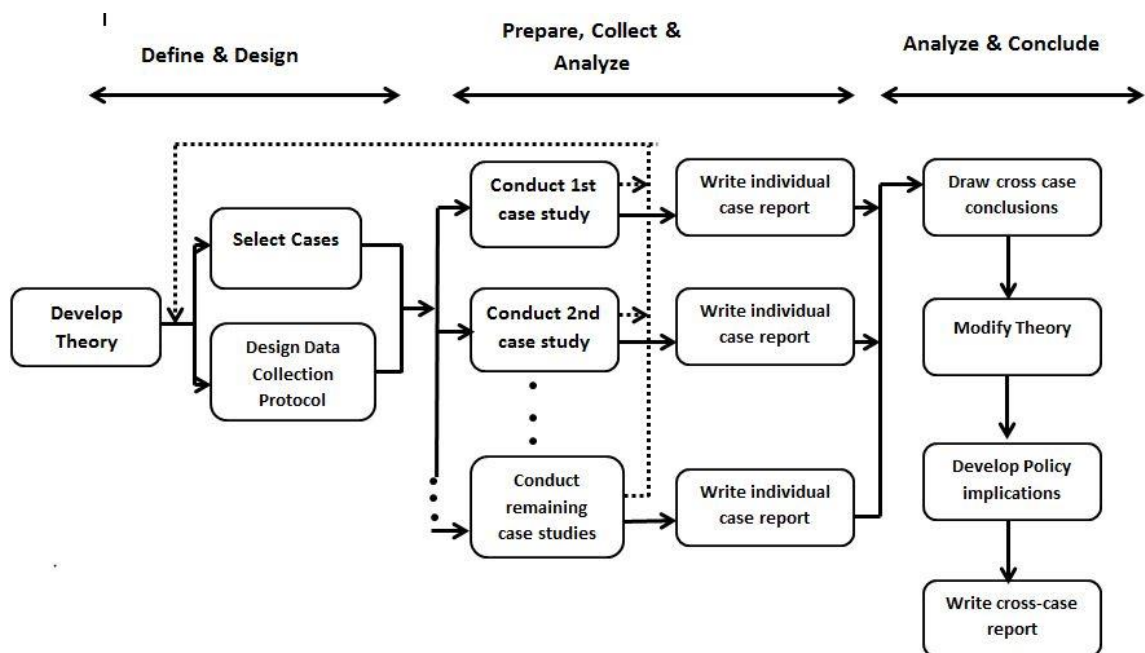 Define & Design
Prepare, Collect &
Analyze
Analyze & Conclude
Develop
Theory
Select Cases
Design Data
Collection
Protocol
Conduct 1st
case study
Conduct 2nd
case study
Conduct
remaining
case studies
Write individual
case report
Write individual
case report
Write individual
case report
Draw cross case
conclusions
Modify Theory
Develop Policy
implications
Write cross-case
report